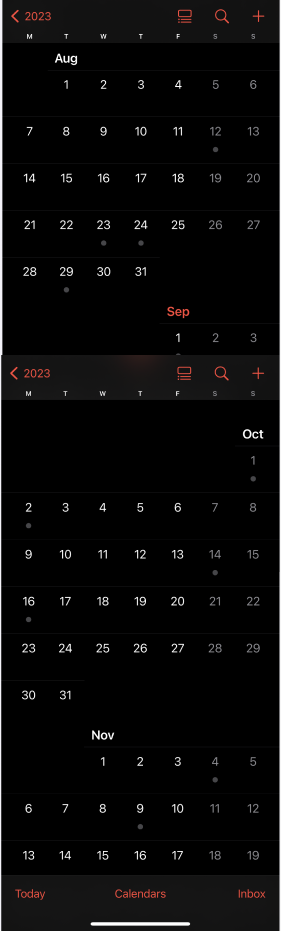 2023
M T W T F S S
Aug
1 2 3 4 5 6
7 8 9 10 11 12 13
14 15 16 17 18 19 20
21 22 23 24 25 26 27
28 29 30 31
Sep
1 2 3
2023
M T W T F S S
Oct
1
2 3 4 5 6 7 8
9 10 11 12 13 14 15
16 17 18 19 20 21 22
23 24 25 26 27 28 29
30 31
Nov
1 2 3 4 5
6 7 8 9 10 11 12
13 14 15 16 17 18 19
Today Calendars Inbox